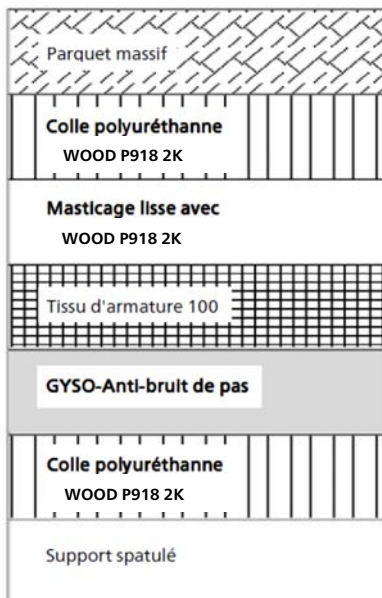 Parquet massif
Colle polyuréthanne
WOOD P918 2K
Masticage lisse avec
WOOD P918 2K
Tissu d'armature 100
GYSO-Anti-bruit de pas
Colle polyuréthanne
WOOD P918 2K
Support spatulé